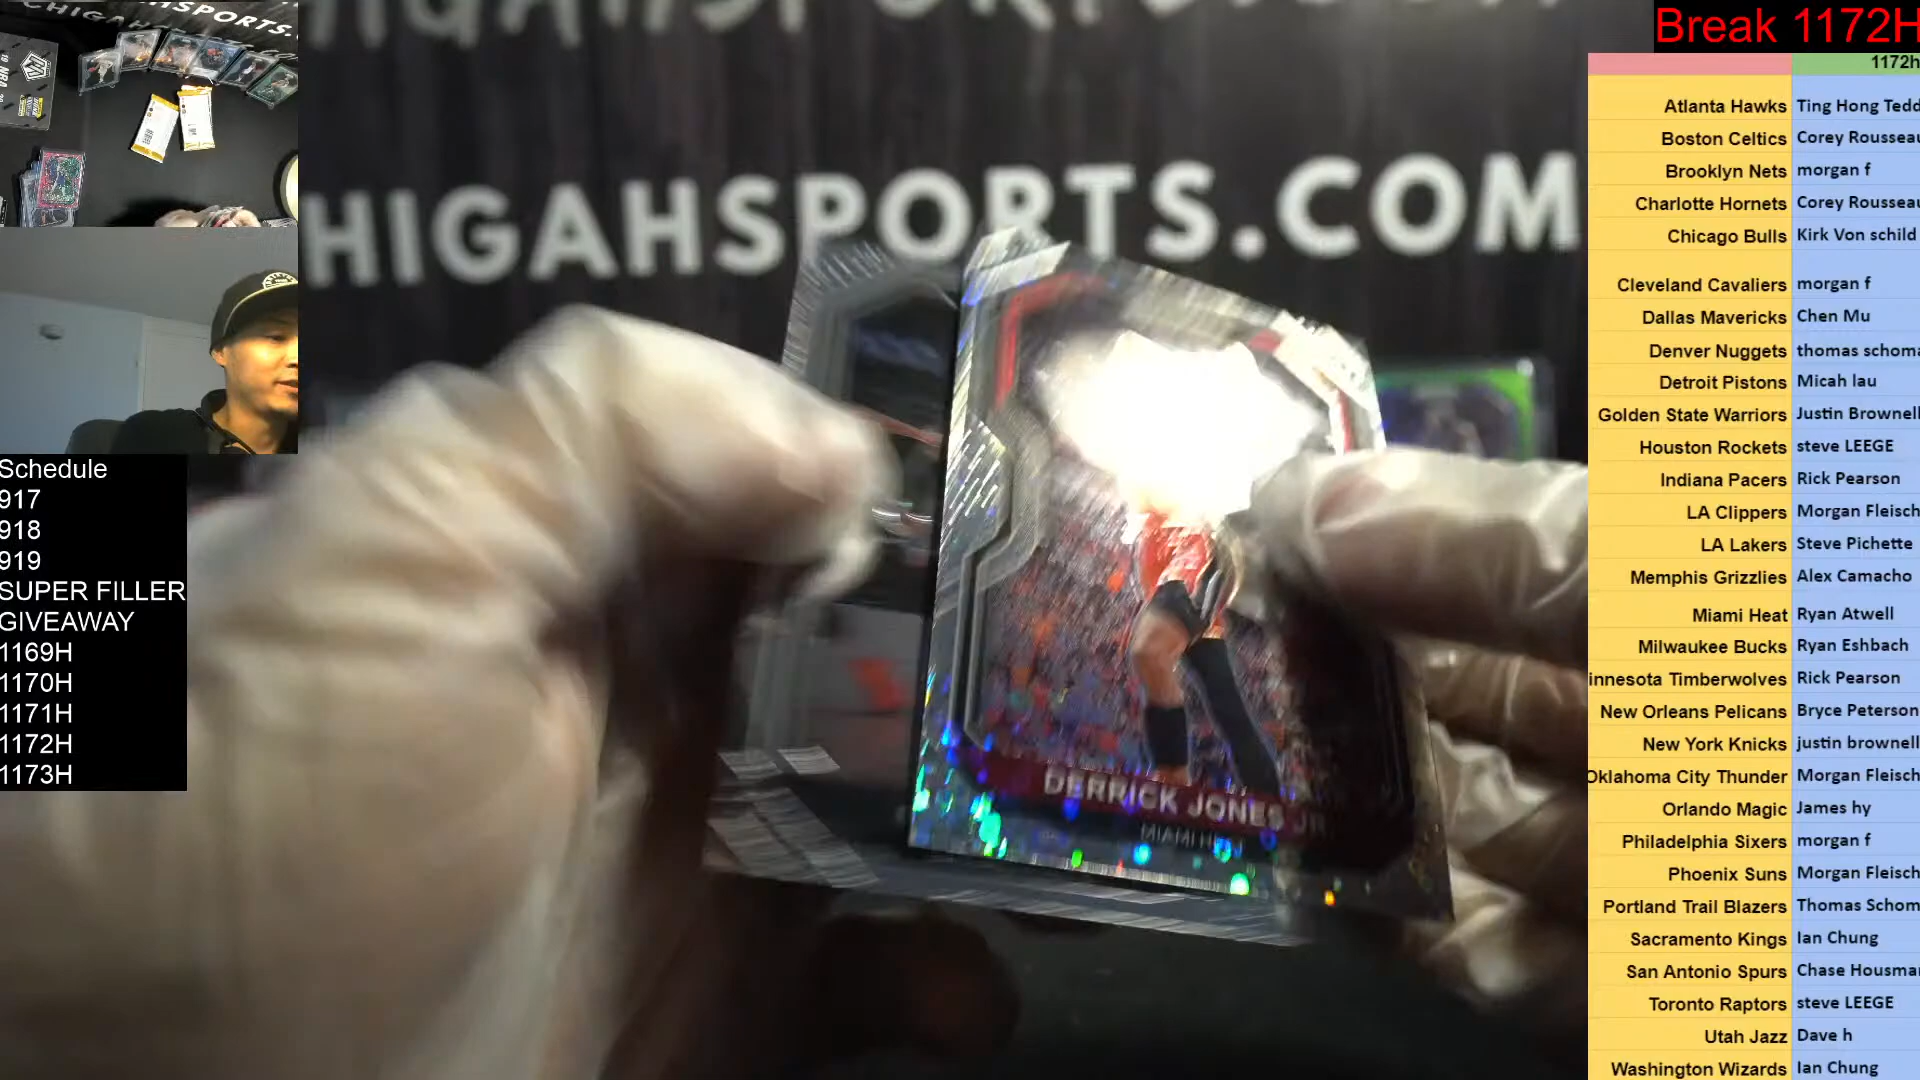 CHIGAHSPORTS.
19 NBA 20
HIGAHSPORTS.COM
DERRICK JONES JR.
MIAMI HEAT
Schedule
917
918
919
SUPER FILLER
GIVEAWAY
1169H
1170H
1171H
1172H
1173H
Break 1172H
1172h
Atlanta Hawks Ting Hong Tedd
Boston Celtics Corey Rousseau
Brooklyn Nets morgan f
Charlotte Hornets Corey Rousseau
Chicago Bulls Kirk Von schild
Cleveland Cavaliers morgan f
Dallas Mavericks Chen Mu
Denver Nuggets thomas schoma
Detroit Pistons Micah lau
Golden State Warriors Justin Brownell
Houston Rockets steve LEEGE
Indiana Pacers Rick Pearson
LA Clippers Morgan Fleisch
LA Lakers Steve Pichette
Memphis Grizzlies Alex Camacho
Miami Heat Ryan Atwell
Milwaukee Bucks Ryan Eshbach
innesota Timberwolves Rick Pearson
New Orleans Pelicans Bryce Peterson
New York Knicks justin brownell
Oklahoma City Thunder Morgan Fleisch
Orlando Magic James hy
Philadelphia Sixers morgan f
Phoenix Suns Morgan Fleisch
Portland Trail Blazers Thomas Schom
Sacramento Kings Ian Chung
San Antonio Spurs Chase Housman
Toronto Raptors steve LEEGE
Utah Jazz Dave h
Washington Wizards Ian Chung